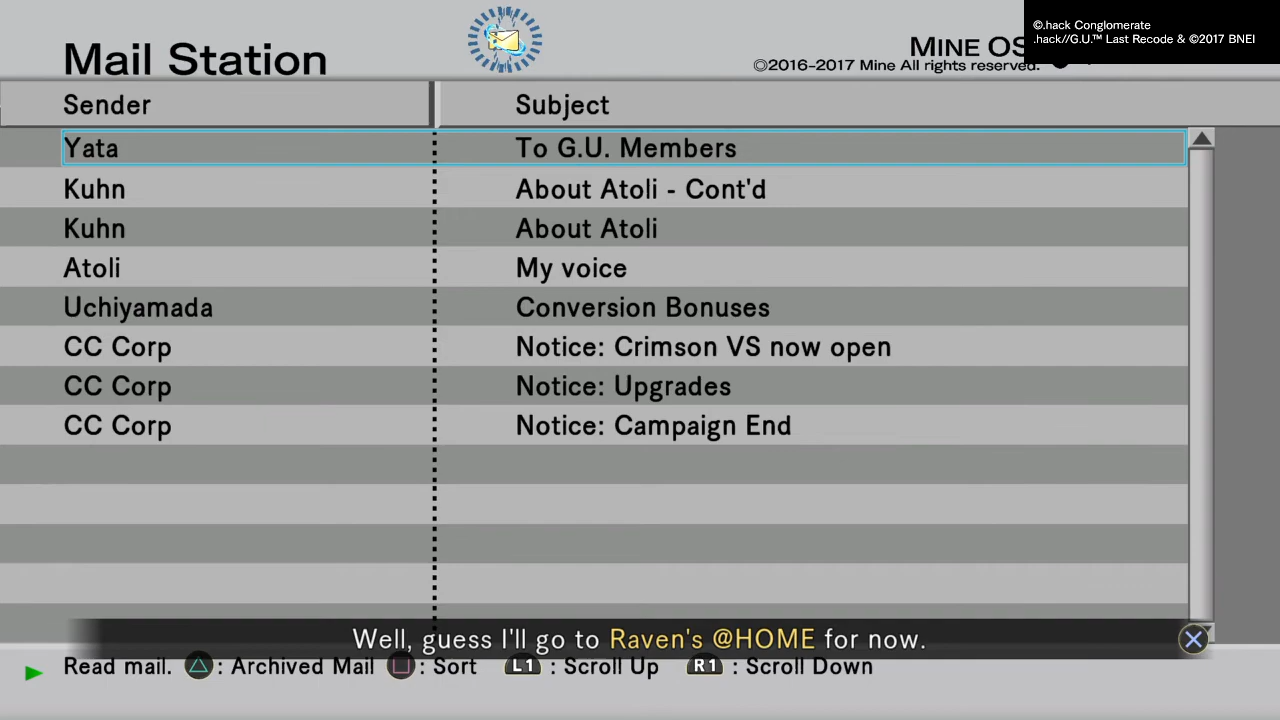 ©.hack Conglomerate
.hack//G.U.™ Last Recode & ©2017 BNEI
Mail Station
MINE OS
©2016-2017 Mine All rights reserved.
Sender Subject
Yata To G.U. Members
Kuhn About Atoli - Cont'd
Kuhn About Atoli
Atoli My voice
Uchiyamada Conversion Bonuses
CC Corp Notice: Crimson VS now open
CC Corp Notice: Upgrades
CC Corp Notice: Campaign End
Well, guess I'll go to Raven's @HOME for now.
Read mail. : Archived Mail : Sort L1 : Scroll Up R1 : Scroll Down